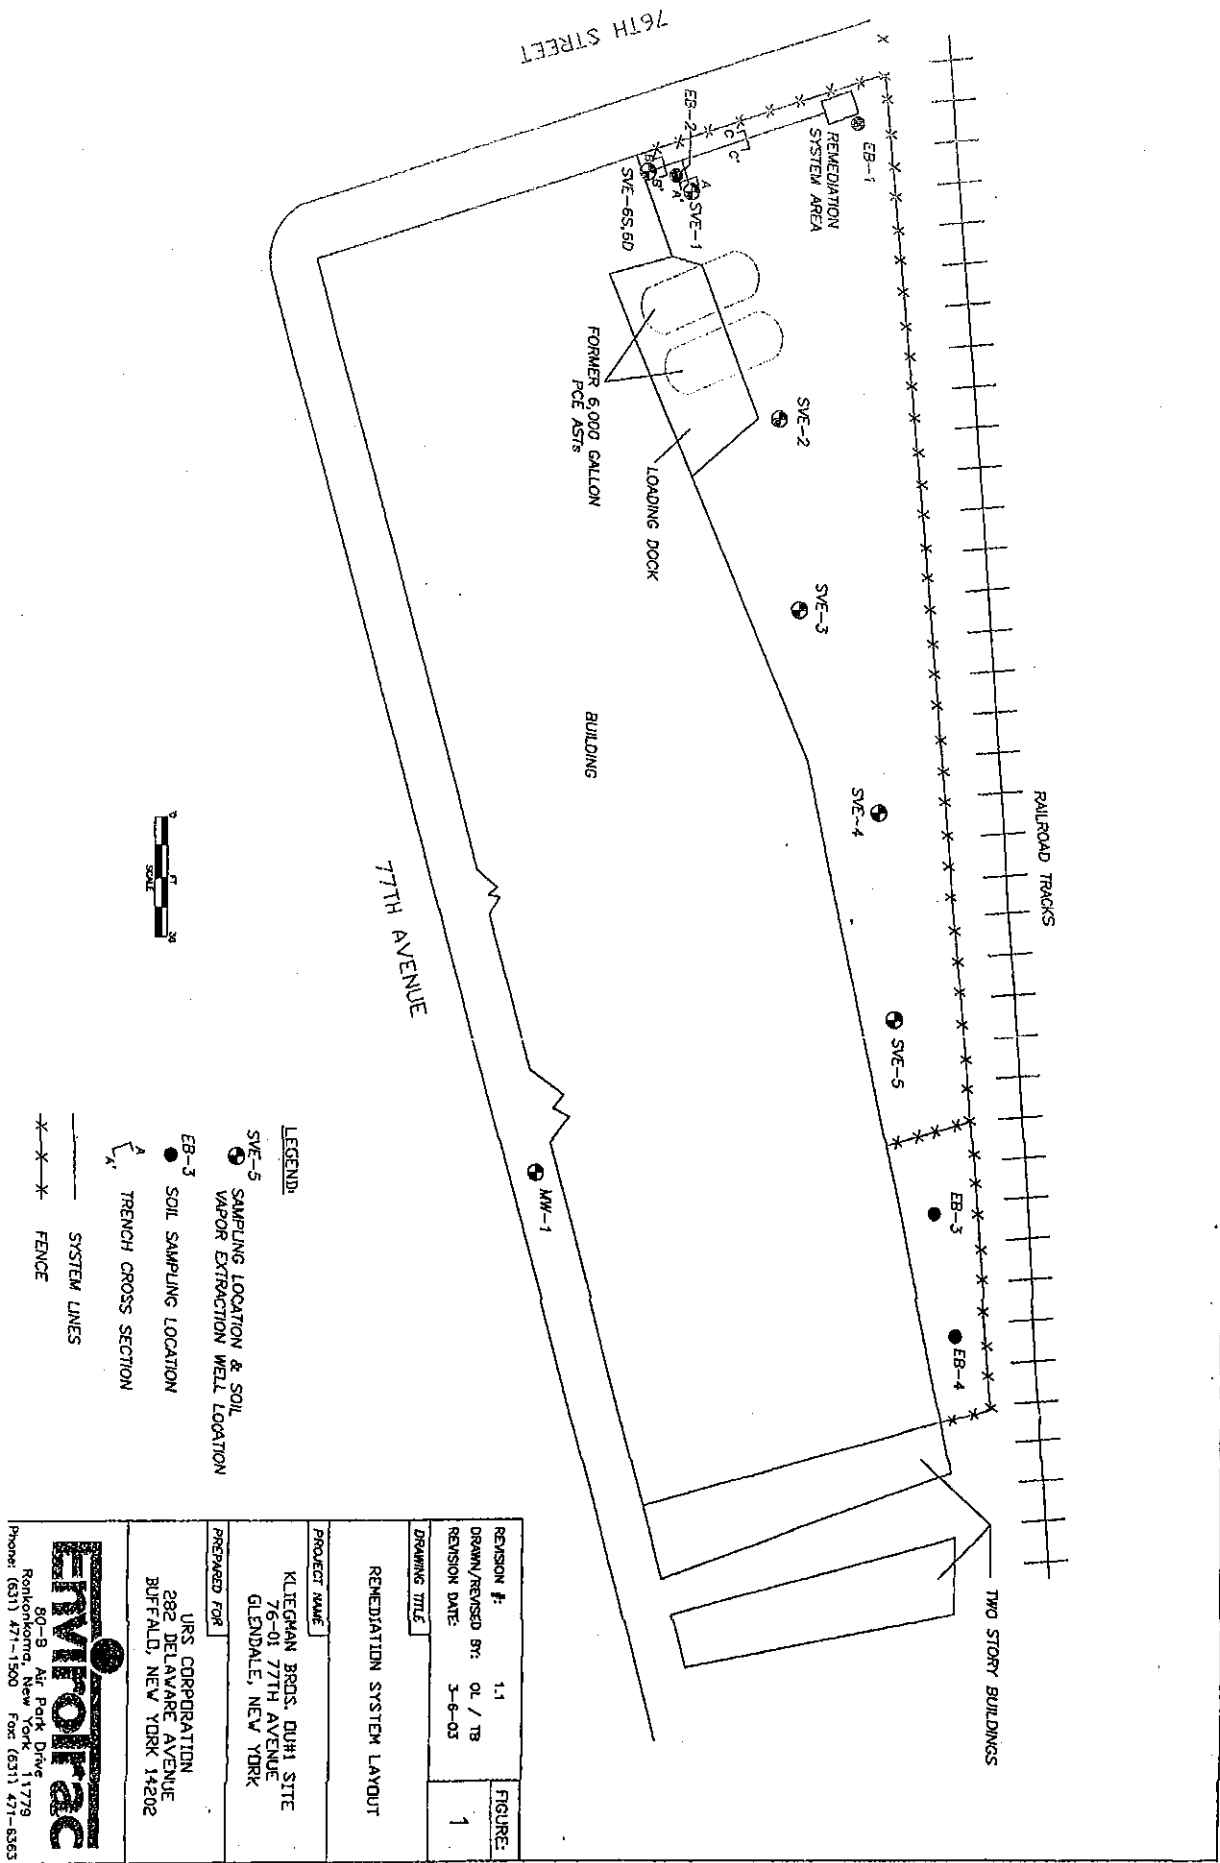 76TH STREET
EB-2
C
C'
EB-1
REMEDIATION
SYSTEM AREA
A
A'
B
B'
SVE-1
SVE-6S,6D
FORMER 6,000 GALLON
PCE ASTs
SVE-2
LOADING DOCK
SVE-3
BUILDING
SVE-4
RAILROAD TRACKS
SVE-5
77TH AVENUE
MW-1
EB-3
EB-4
TWO STORY BUILDINGS
0
FT
30
SCALE
LEGEND:
SVE-5
SAMPLING LOCATION & SOIL
VAPOR EXTRACTION WELL LOCATION
EB-3
SOIL SAMPLING LOCATION
A
A'
TRENCH CROSS SECTION
SYSTEM LINES
FENCE
REVISION #: 1.1
DRAWN/REVISED BY: OL / TB
REVISION DATE: 3-6-03
FIGURE:
1
DRAWING TITLE
REMEDIATION SYSTEM LAYOUT
PROJECT NAME
KLIEGMAN BROS. OU#1 SITE
76-01 77TH AVENUE
GLENDALE, NEW YORK
PREPARED FOR
URS CORPORATION
282 DELAWARE AVENUE
BUFFALO, NEW YORK 14202
Envirotrac
80-B Air Park Drive
Ronkonkoma, New York 11779
Phone: (631) 471-1500 Fax: (631) 471-6363